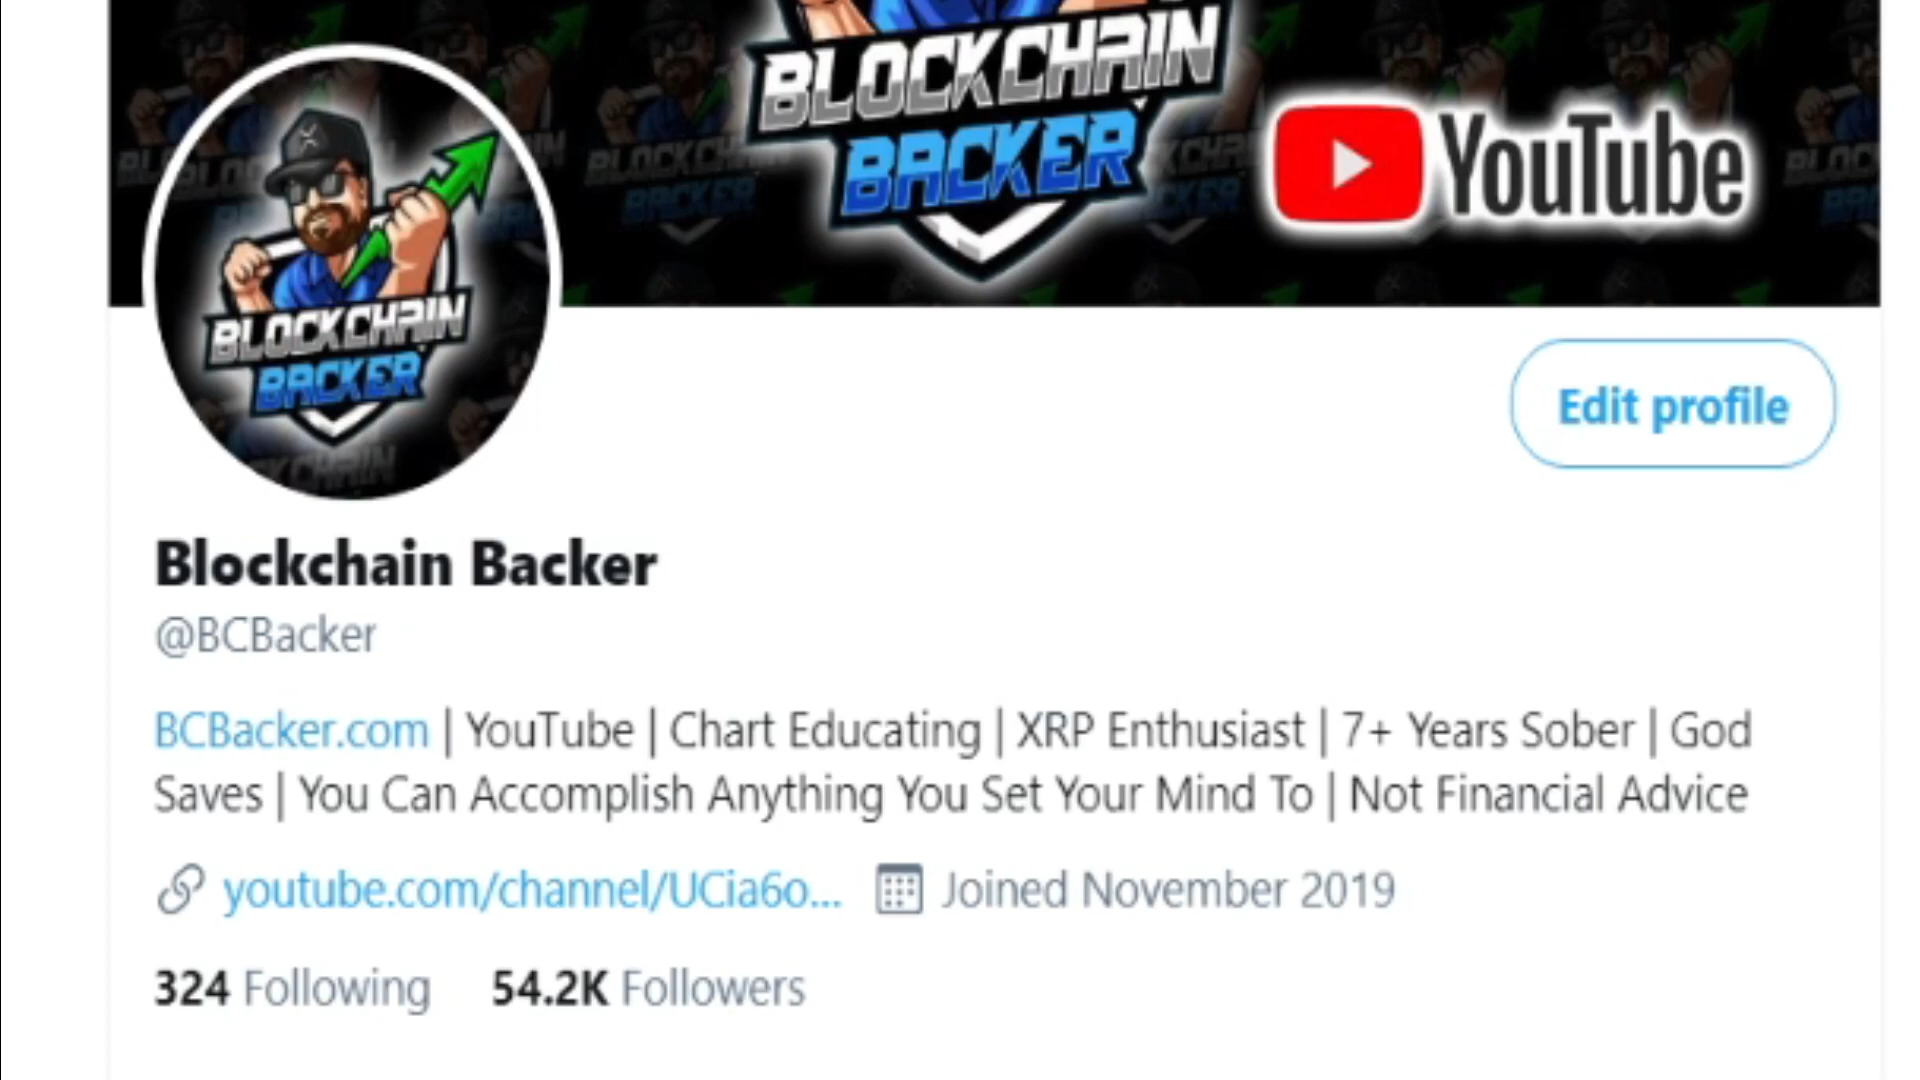 BLOCKCHAIN
BACKER
YouTube
BLOCKCHAIN
BACKER
Edit profile
Blockchain Backer
@BCBacker
BCBacker.com | YouTube | Chart Educating | XRP Enthusiast | 7+ Years Sober | God
Saves | You Can Accomplish Anything You Set Your Mind To | Not Financial Advice
youtube.com/channel/UCia6o... Joined November 2019
324 Following 54.2K Followers